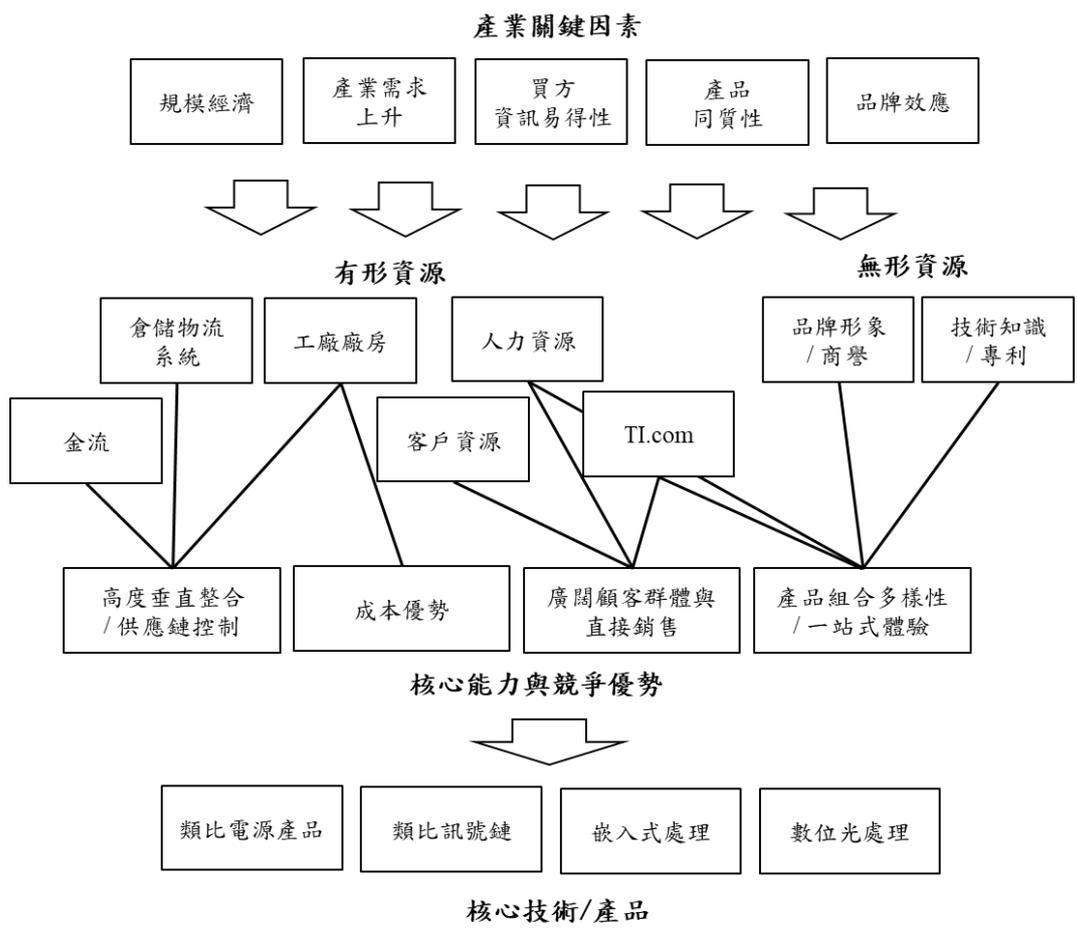 產業關鍵因素
規模經濟
產業需求
上升
買方
資訊易得性
產品
同質性
品牌效應
有形資源
無形資源
倉儲物流
系統
工廠廠房
人力資源
品牌形象
/ 商譽
技術知識
/ 專利
金流
客戶資源
TI.com
高度垂直整合
/ 供應鏈控制
成本優勢
廣闊顧客群體與
直接銷售
產品組合多樣性
/ 一站式體驗
核心能力與競爭優勢
類比電源產品
類比訊號鏈
嵌入式處理
數位光處理
核心技術/產品